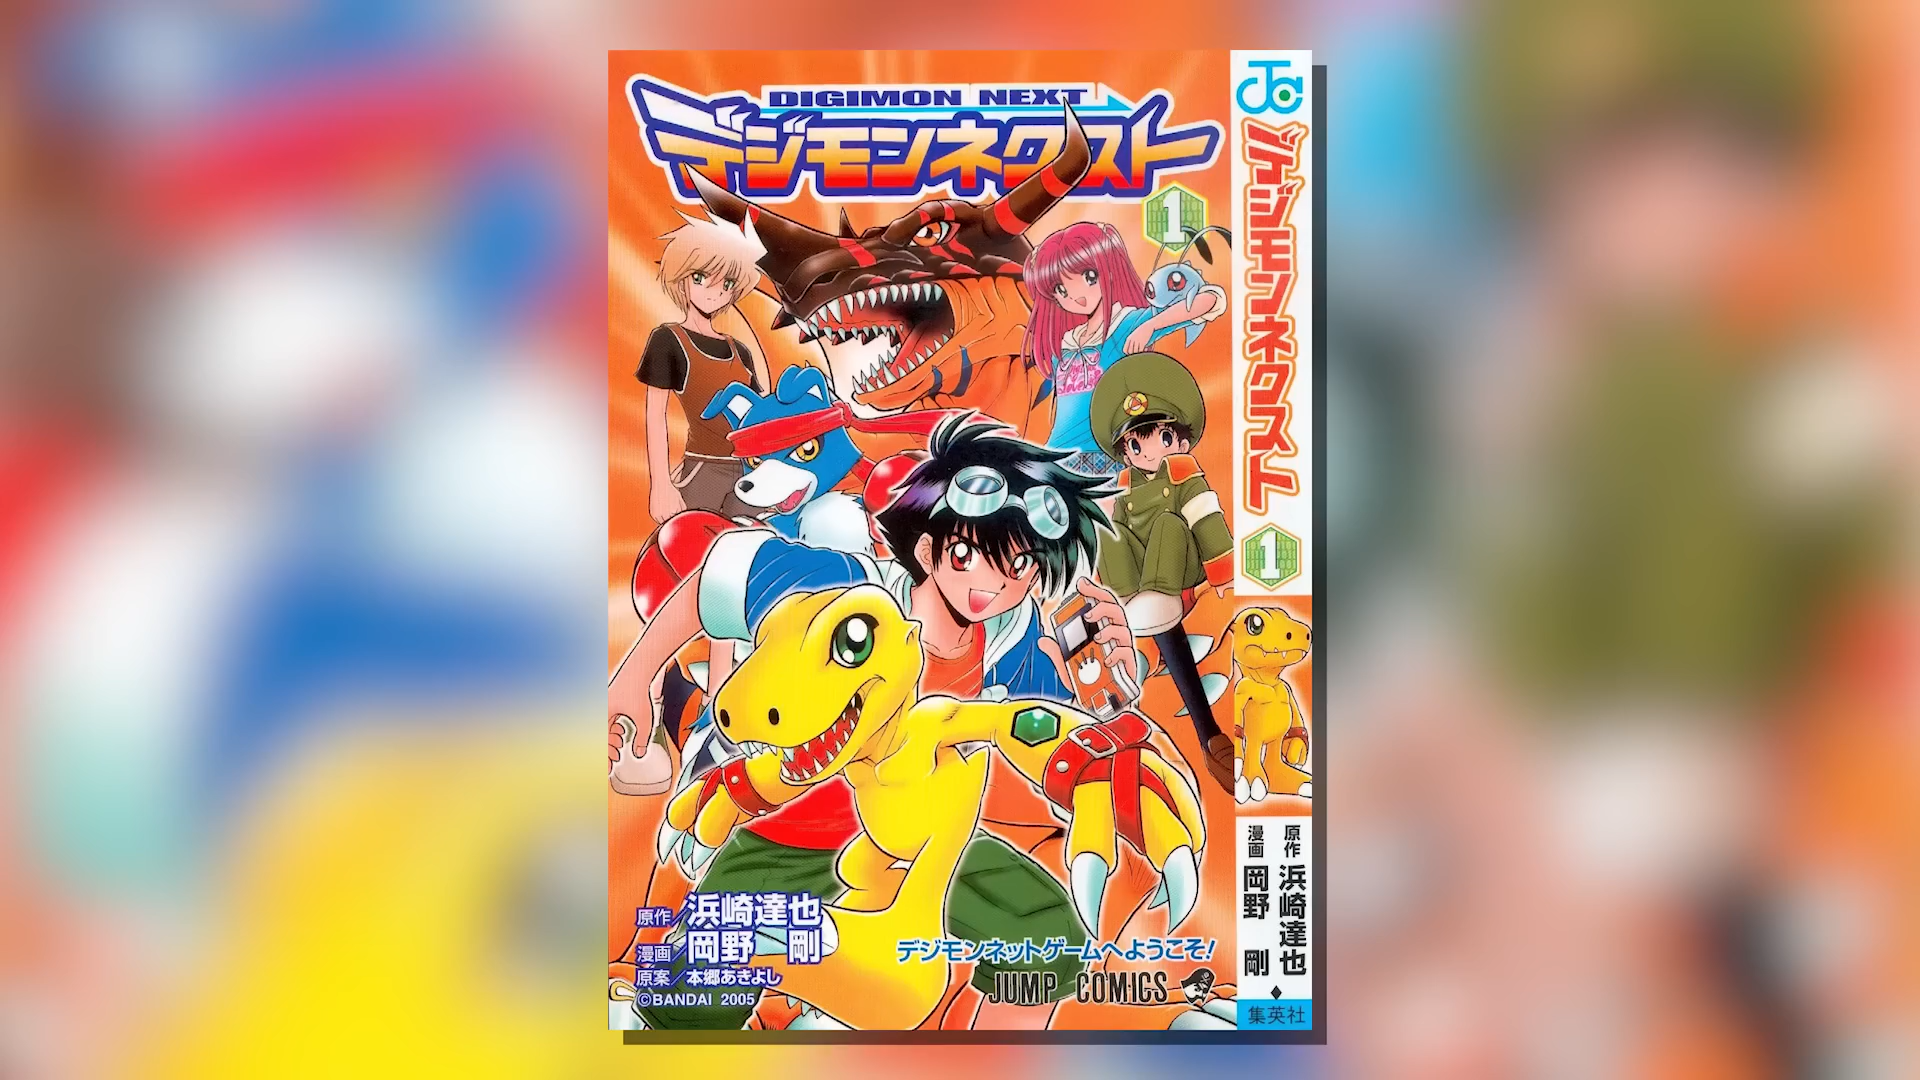 DIGIMON NEXT
デジモンネクスト
1
原作/浜崎達也
漫画/岡野 剛
原案/本郷あきよし
©BANDAI 2005
デジモンネットゲームへようこそ!
JUMP COMICS
JC
デジモンネクスト
1
原作 浜崎達也
漫画 岡野 剛
集英社